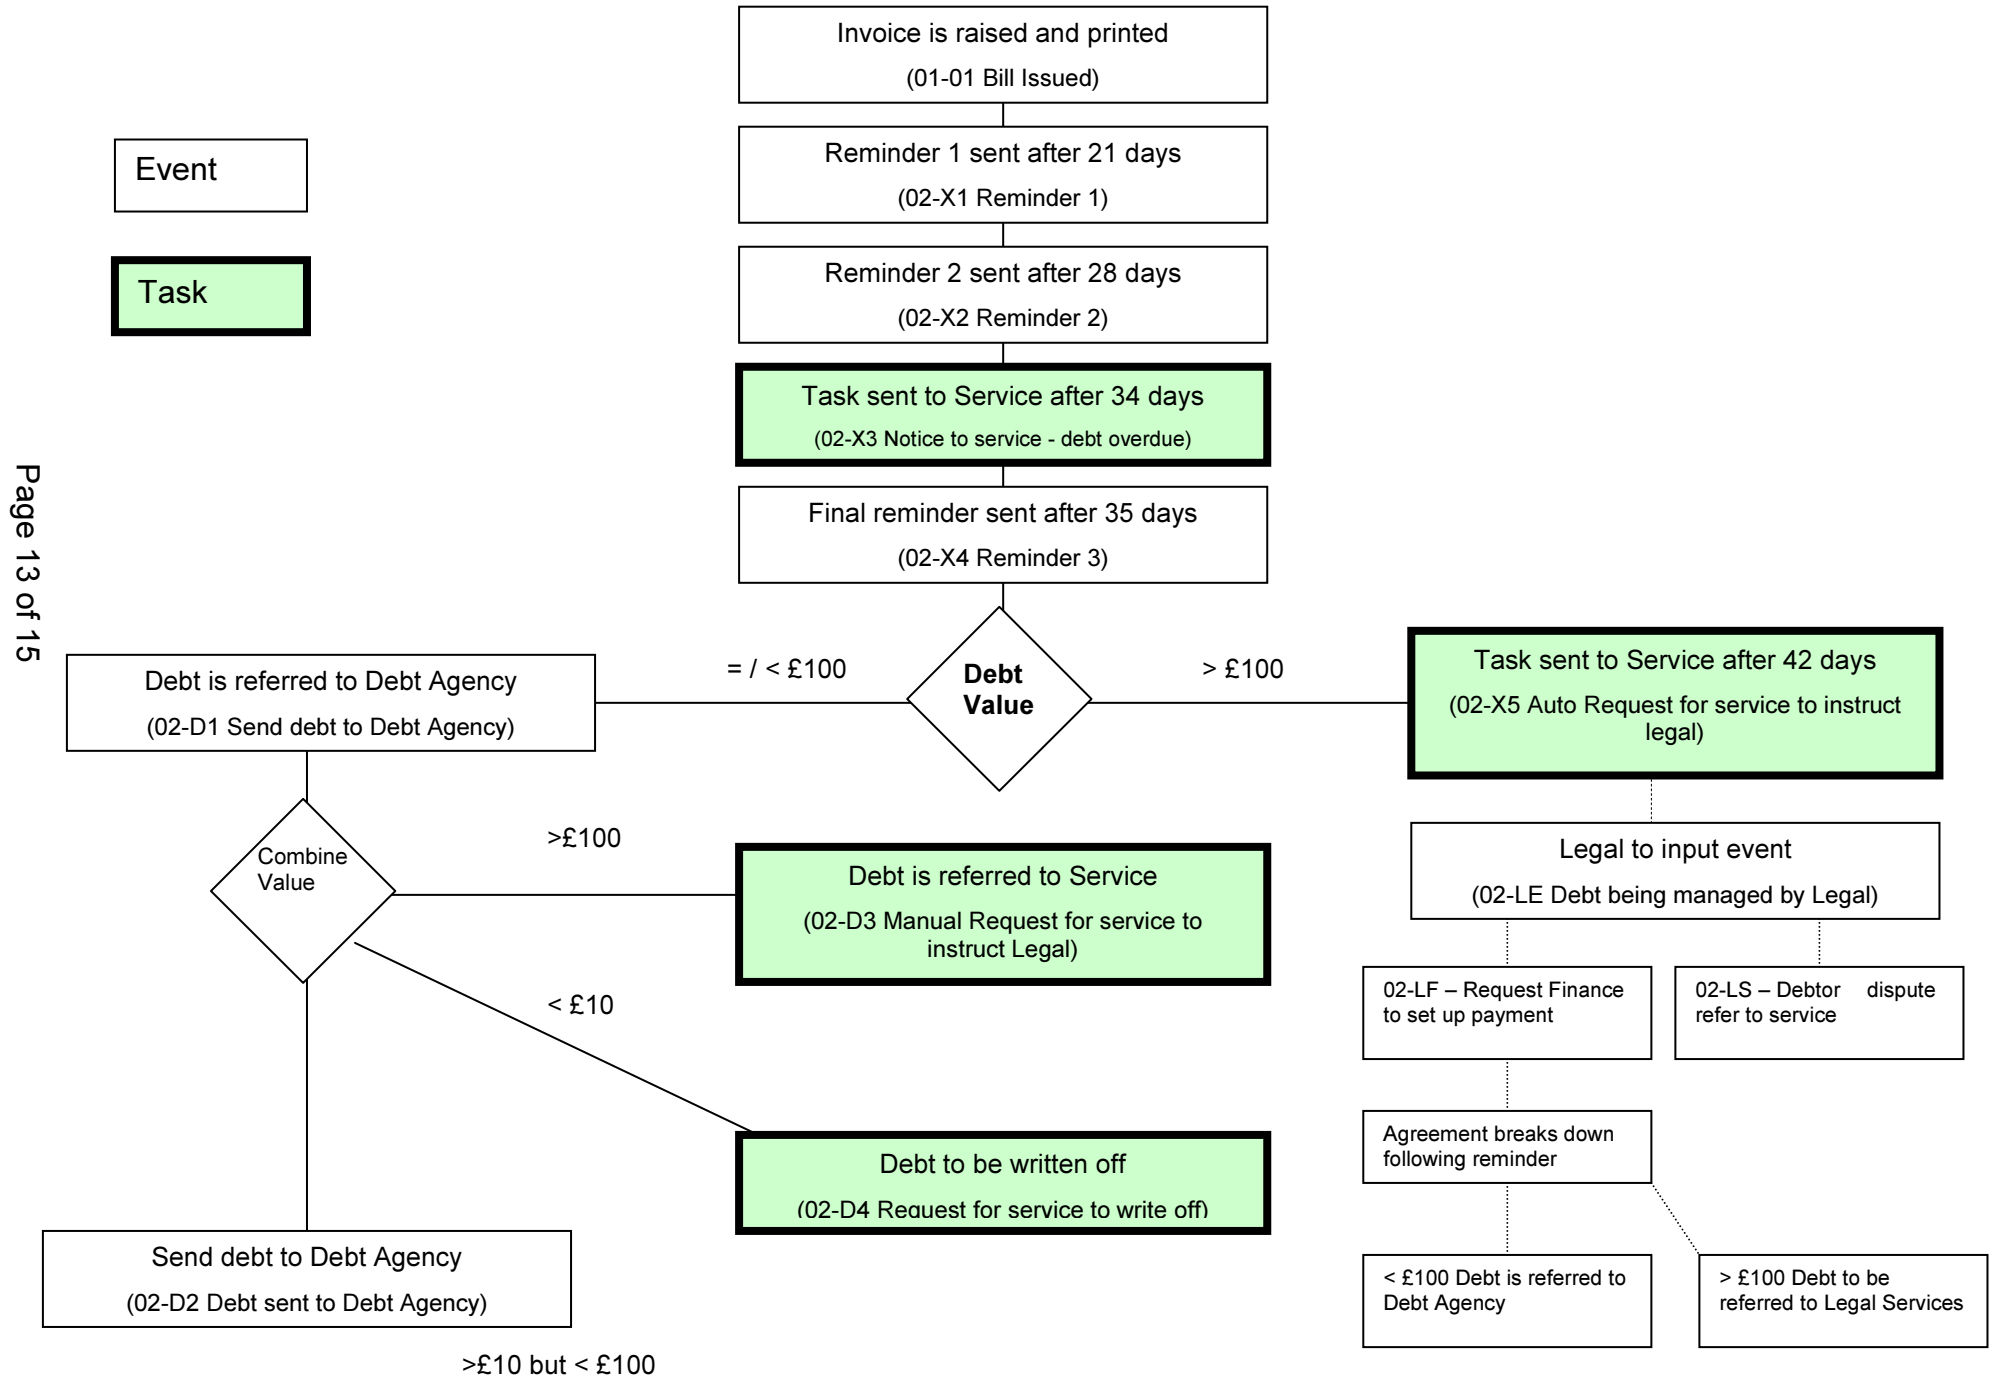 Invoice is raised and printed
(01-01 Bill Issued)
Event
Reminder 1 sent after 21 days
(02-X1 Reminder 1)
Task
Reminder 2 sent after 28 days
(02-X2 Reminder 2)
Task sent to Service after 34 days
(02-X3 Notice to service - debt overdue)
Page 13 of 15
Final reminder sent after 35 days
(02-X4 Reminder 3)
Debt is referred to Debt Agency
(02-D1 Send debt to Debt Agency)
= / < £100
Debt
Value
> £100
Task sent to Service after 42 days
(02-X5 Auto Request for service to instruct
legal)
Combine
Value
>£100
Debt is referred to Service
(02-D3 Manual Request for service to
instruct Legal)
Legal to input event
(02-LE Debt being managed by Legal)
< £10
02-LF – Request Finance
to set up payment
02-LS – Debtor dispute
refer to service
Debt to be written off
(02-D4 Request for service to write off)
Agreement breaks down
following reminder
Send debt to Debt Agency
(02-D2 Debt sent to Debt Agency)
< £100 Debt is referred to
Debt Agency
> £100 Debt to be
referred to Legal Services
>£10 but < £100